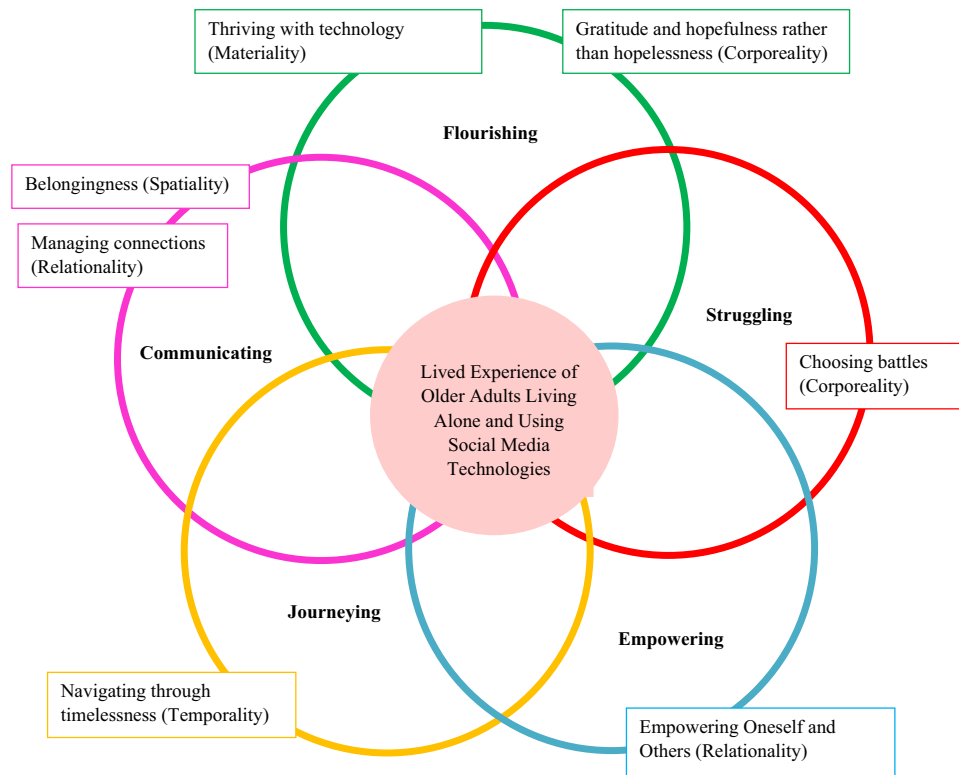 Thriving with technology
(Materiality)
Gratitude and hopefulness rather
than hopelessness (Corporeality)
Flourishing
Belongingness (Spatiality)
Managing connections
(Relationality)
Struggling
Communicating
Choosing battles
(Corporeality)
Lived Experience of
Older Adults Living
Alone and Using
Social Media
Technologies
Journeying
Empowering
Navigating through
timelessness (Temporality)
Empowering Oneself and
Others (Relationality)